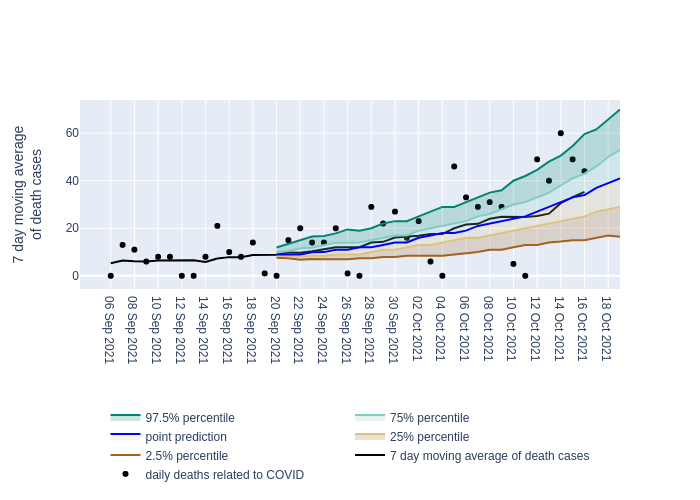 7 day moving average
of death cases
60
40
20
0
06 Sep 2021
08 Sep 2021
10 Sep 2021
12 Sep 2021
14 Sep 2021
16 Sep 2021
18 Sep 2021
20 Sep 2021
22 Sep 2021
24 Sep 2021
26 Sep 2021
28 Sep 2021
30 Sep 2021
02 Oct 2021
04 Oct 2021
06 Oct 2021
08 Oct 2021
10 Oct 2021
12 Oct 2021
14 Oct 2021
16 Oct 2021
18 Oct 2021
97.5% percentile
75% percentile
point prediction
25% percentile
2.5% percentile
7 day moving average of death cases
daily deaths related to COVID